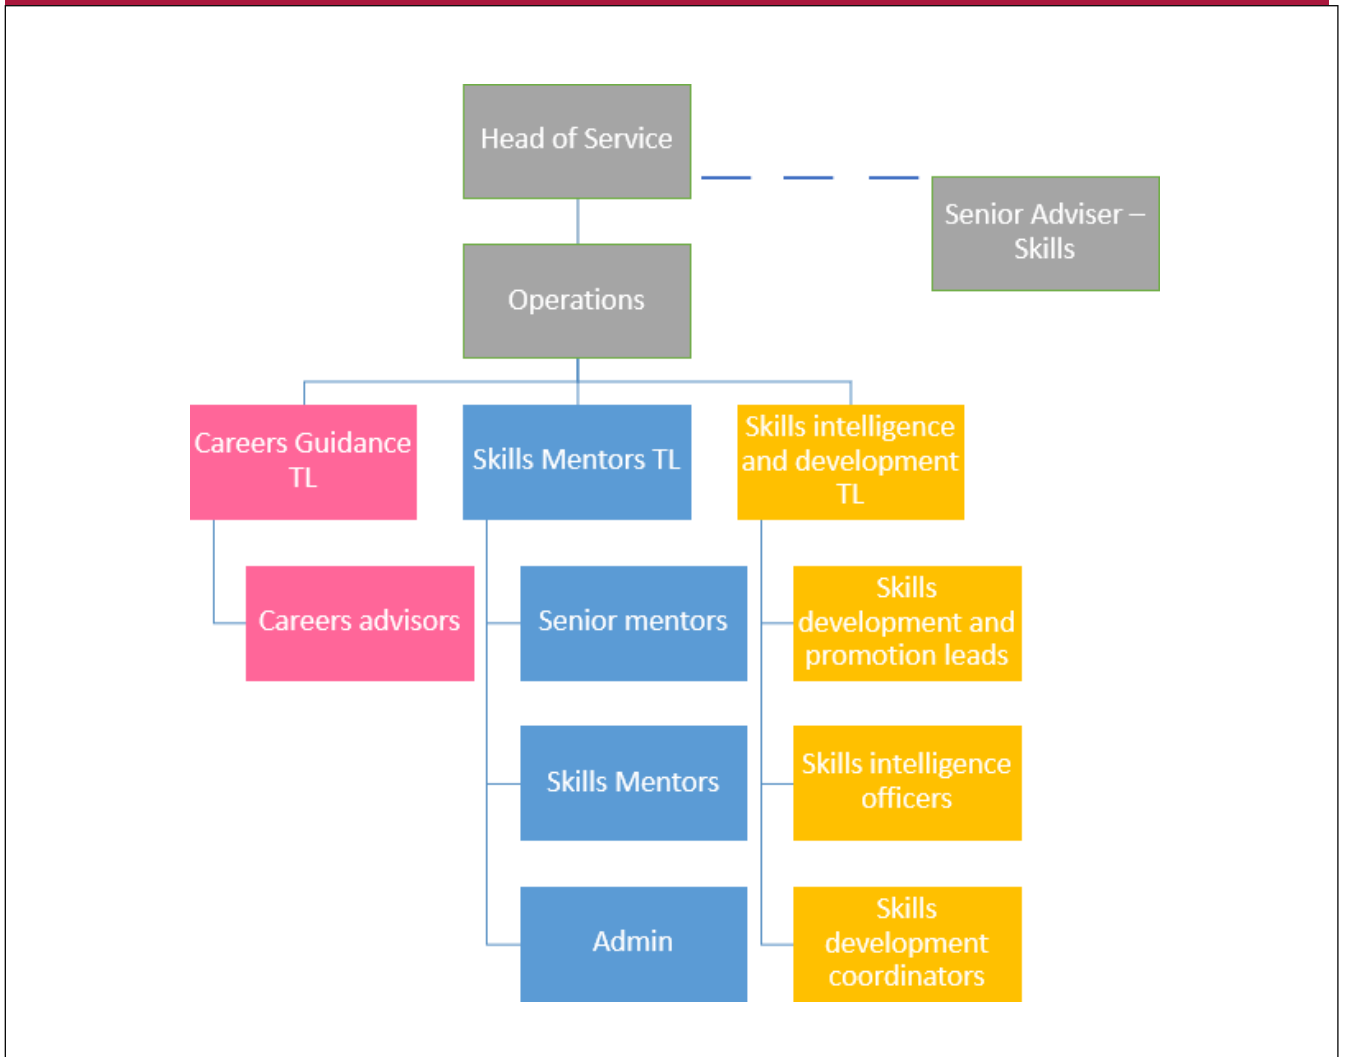 Head of Service
Senior Adviser –
Skills
Operations
Careers Guidance
TL
Skills Mentors TL
Skills intelligence
and development
TL
Careers advisors
Senior mentors
Skills
development and
promotion leads
Skills Mentors
Skills intelligence
officers
Admin
Skills
development
coordinators